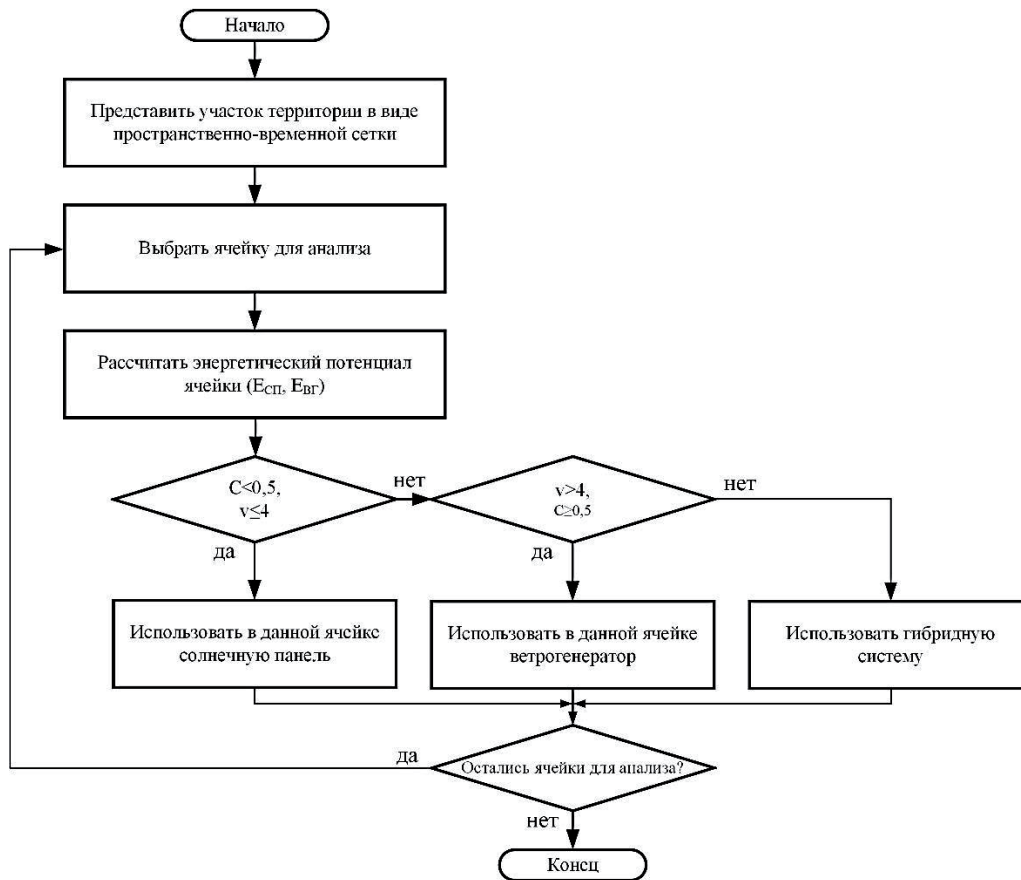 Начало
Представить участок территории в виде
пространственно-временной сетки
Выбрать ячейку для анализа
Рассчитать энергетический потенциал
ячейки (EСП, EВГ)
C<0,5,
v≤4
нет
v>4,
C≥0,5
нет
да
да
Использовать в данной ячейке
солнечную панель
Использовать в данной ячейке
ветрогенератор
Использовать гибридную
систему
да
Остались ячейки для анализа?
нет
Конец